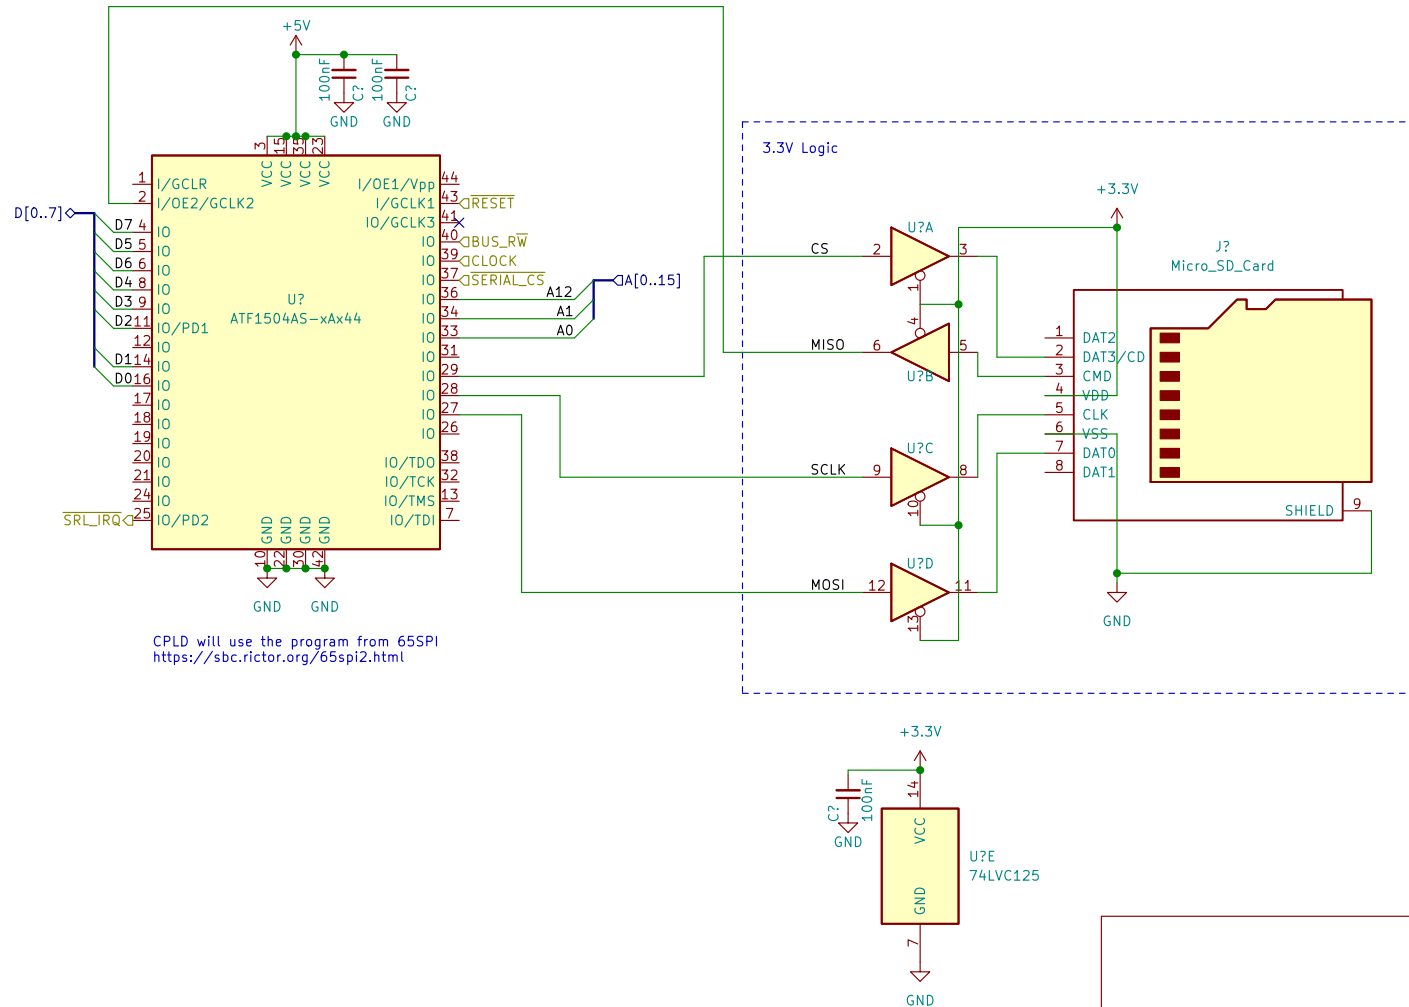 +5V
100nF
C?
100nF
C?
GND
GND
3
15
35
23
VCC
VCC
VCC
VCC
1
I/GCLR
2
I/OE2/GCLK2
D[0..7]
D7
4
IO
D5
5
IO
D6
6
IO
D4
8
IO
D3
9
IO
D2
11
IO/PD1
12
IO
D1
14
IO
D0
16
IO
17
IO
18
IO
19
IO
20
IO
21
IO
24
IO
SRL_IRQ
25
IO/PD2
U?
ATF1504AS-xAx44
I/OE1/Vpp
44
I/GCLK1
43
RESET
IO/GCLK3
41
IO
40
BUS_RW
IO
39
CLOCK
IO
37
SERIAL_CS
IO
36
A12
IO
34
A1
IO
33
A0
A[0..15]
IO
31
IO
29
IO
28
IO
27
IO
26
IO/TDO
38
IO/TCK
32
IO/TMS
13
IO/TDI
7
GND
GND
GND
GND
10
22
30
42
GND
GND
CPLD will use the program from 65SPI
https://sbc.rictor.org/65spi2.html
3.3V Logic
+3.3V
CS
2
U?A
3
1
MISO
6
U?B
5
4
SCLK
9
U?C
8
10
MOSI
12
U?D
11
13
J?
Micro_SD_Card
1
DAT2
2
DAT3/CD
3
CMD
4
VDD
5
CLK
6
VSS
7
DAT0
8
DAT1
SHIELD
9
GND
+3.3V
14
C?
100nF
GND
VCC
GND
U?E
74LVC125
7
GND